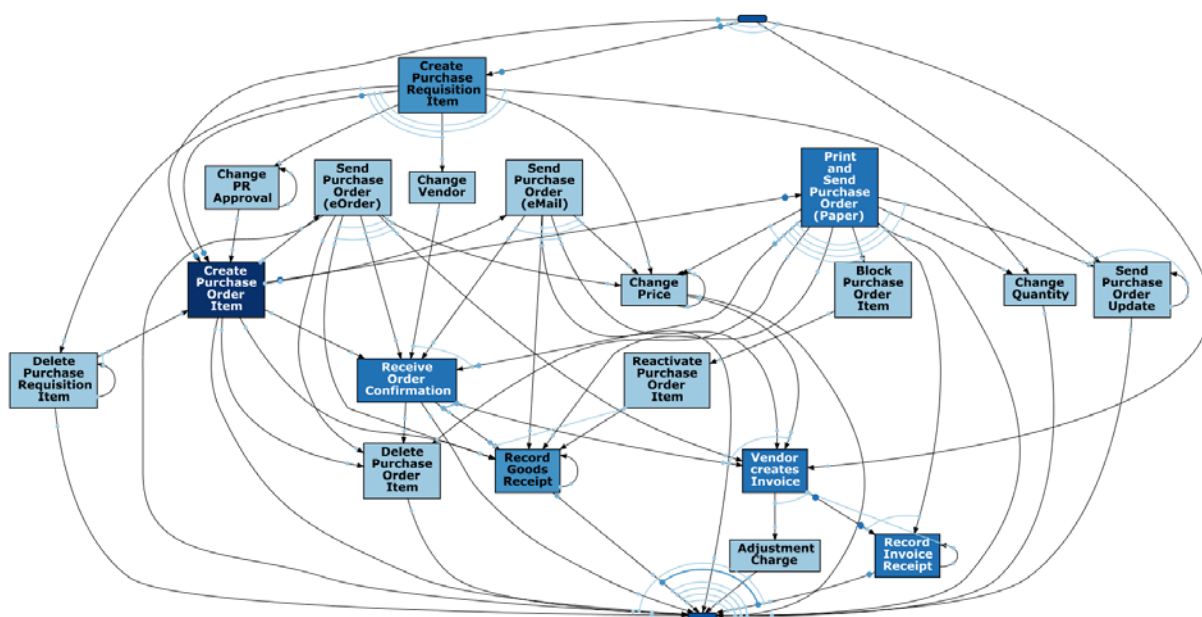 Create
Purchase
Requisition
Item
Change
PR
Approval
Send
Purchase
Order
(eOrder)
Change
Vendor
Send
Purchase
Order
(eMail)
Print
and
Send
Purchase
Order
(Paper)
Create
Purchase
Order
Item
Change
Price
Block
Purchase
Order Item
Change
Quantity
Send
Purchase
Order
Update
Delete
Purchase
Requisition
Item
Receive
Order
Confirmation
Reactivate
Purchase
Order
Item
Delete
Purchase
Order
Item
Record
Goods
Receipt
Vendor
creates
Invoice
Adjustment
Charge
Record
Invoice
Receipt